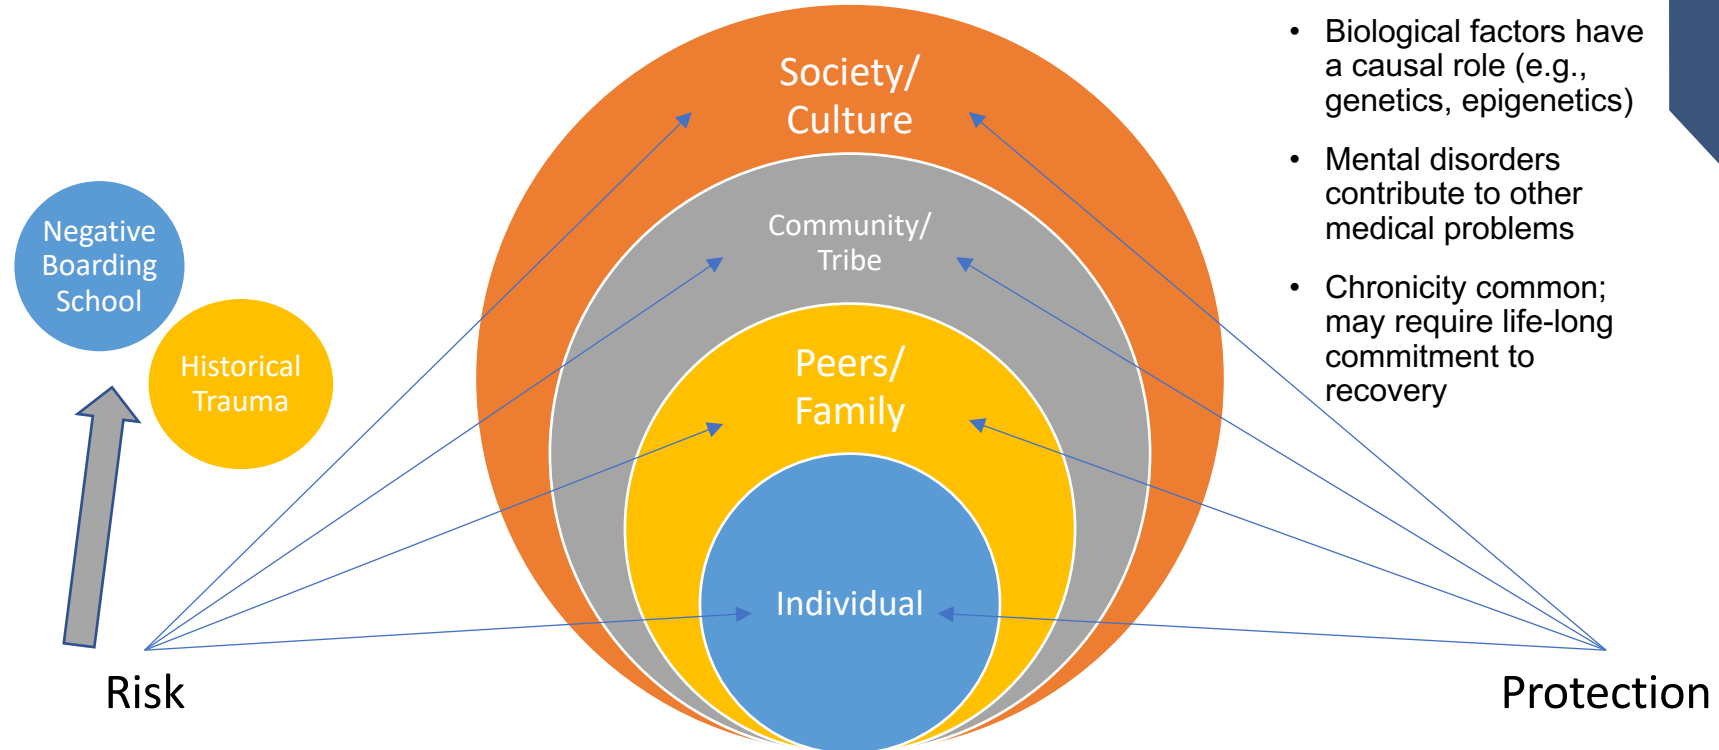 Society/
Culture
Community/
Tribe
Peers/
Family
Individual
Negative
Boarding
School
Historical
Trauma
Risk
Protection
• Biological factors have
a causal role (e.g.,
genetics, epigenetics)
• Mental disorders
contribute to other
medical problems
• Chronicity common;
may require life-long
commitment to
recovery